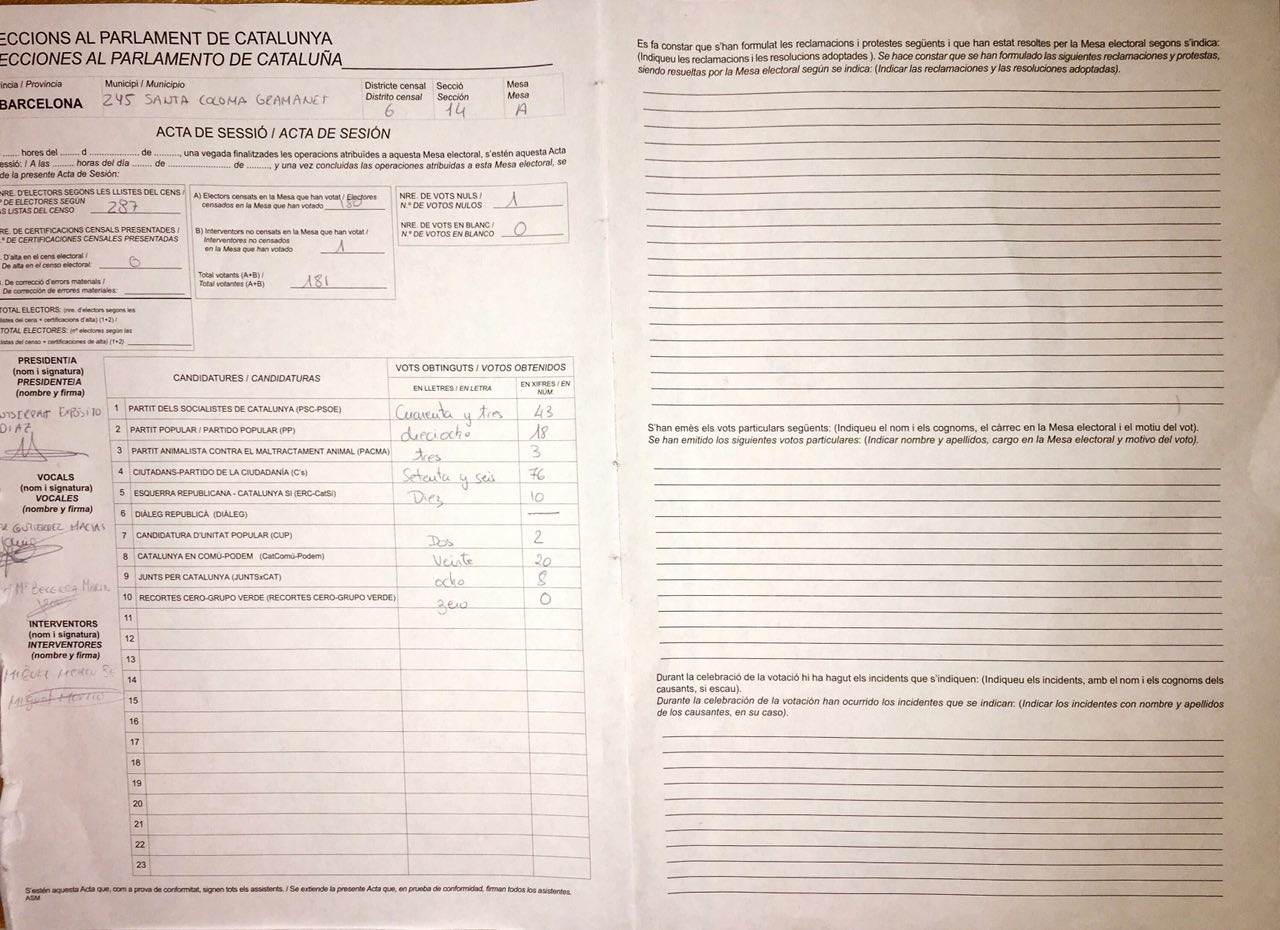 ECCIONS AL PARLAMENT DE CATALUNYA
ECCIONES AL PARLAMENTO DE CATALUÑA
íncia / Provincia
BARCELONA
Municipi / Municipio
245 SANTA COLOMA GRAMANET
Districte censal
Distrito censal
6
Secció
Sección
14
Mesa
Mesa
A
ACTA DE SESSIÓ / ACTA DE SESIÓN
........ hores del ........ d ............. de .........., una vegada finalitzades les operacions atribuïdes a aquesta Mesa electoral, s'estén aquesta Acta
essió: / A las ......... horas del día ........ de ................. de .........., y una vez concluidas las operaciones atribuidas a esta Mesa electoral, se
de la presente Acta de Sesión:
NRE. D'ELECTORS SEGONS LES LLISTES DEL CENS /
º DE ELECTORES SEGÚN
AS LISTAS DEL CENSO 287
RE. DE CERTIFICACIONS CENSALS PRESENTADES /
.º DE CERTIFICACIONES CENSALES PRESENTADAS
. D'alta en el cens electoral /
De alta en el censo electoral:
. De correcció d'errors materials /
De corrección de errores materiales:
TOTAL ELECTORS: (nre. d'electors segons les
listes del cens + certificacions d'alta) (1+2) /
TOTAL ELECTORES: (nº electores según las
listas del censo + certificaciones de alta) (1+2)
A) Electors censats en la Mesa que han votat / Electores
censados en la Mesa que han votado 180
B) Interventors no censats en la Mesa que han votat /
Interventores no censados
en la Mesa que han votado 1
Total votants (A+B) /
Total votantes (A+B) 181
NRE. DE VOTS NULS /
N.º DE VOTOS NULOS 1
NRE. DE VOTS EN BLANC /
N.º DE VOTOS EN BLANCO 0
PRESIDENT/A
(nom i signatura)
PRESIDENTE/A
(nombre y firma)
NTSERRAT EXPÓSITO
DIAZ
VOCALS
(nom i signatura)
VOCALES
(nombre y firma)
GUTIERREZ MACIAS
Mª BECERRA MARIN
INTERVENTORS
(nom i signatura)
INTERVENTORES
(nombre y firma)
MIGUEL
CANDIDATURES / CANDIDATURAS
VOTS OBTINGUTS / VOTOS OBTENIDOS
EN LLETRES / EN LETRA
EN XIFRES / EN
NÚM.
1 PARTIT DELS SOCIALISTES DE CATALUNYA (PSC-PSOE) Cuarenta y tres 43
2 PARTIT POPULAR / PARTIDO POPULAR (PP) dieciocho 18
3 PARTIT ANIMALISTA CONTRA EL MALTRACTAMENT ANIMAL (PACMA) tres 3
4 CIUTADANS-PARTIDO DE LA CIUDADANÍA (C's) Setenta y seis 76
5 ESQUERRA REPUBLICANA - CATALUNYA SÍ (ERC-CatSí) Diez 10
6 DIÀLEG REPUBLICÀ (DIÀLEG) —
7 CANDIDATURA D'UNITAT POPULAR (CUP) Dos 2
8 CATALUNYA EN COMÚ-PODEM (CatComú-Podem) Veinte 20
9 JUNTS PER CATALUNYA (JUNTSxCAT) ocho 8
10 RECORTES CERO-GRUPO VERDE (RECORTES CERO-GRUPO VERDE) zero 0
11
12
13
14
15
16
17
18
19
20
21
22
23
S'estén aquesta Acta que, com a prova de conformitat, signen tots els assistents. / Se extiende la presente Acta que, en prueba de conformidad, firman todos los asistentes.
ASM
Es fa constar que s'han formulat les reclamacions i protestes següents i que han estat resoltes per la Mesa electoral segons s'indica:
(Indiqueu les reclamacions i les resolucions adoptades ). Se hace constar que se han formulado las siguientes reclamaciones y protestas,
siendo resueltas por la Mesa electoral según se indica: (Indicar las reclamaciones y las resoluciones adoptadas).
S'han emès els vots particulars següents: (Indiqueu el nom i els cognoms, el càrrec en la Mesa electoral i el motiu del vot).
Se han emitido los siguientes votos particulares: (Indicar nombre y apellidos, cargo en la Mesa electoral y motivo del voto).
Durant la celebració de la votació hi ha hagut els incidents que s'indiquen: (Indiqueu els incidents, amb el nom i els cognoms dels
causants, si escau).
Durante la celebración de la votación han ocurrido los incidentes que se indican: (Indicar los incidentes con nombre y apellidos
de los causantes, en su caso).